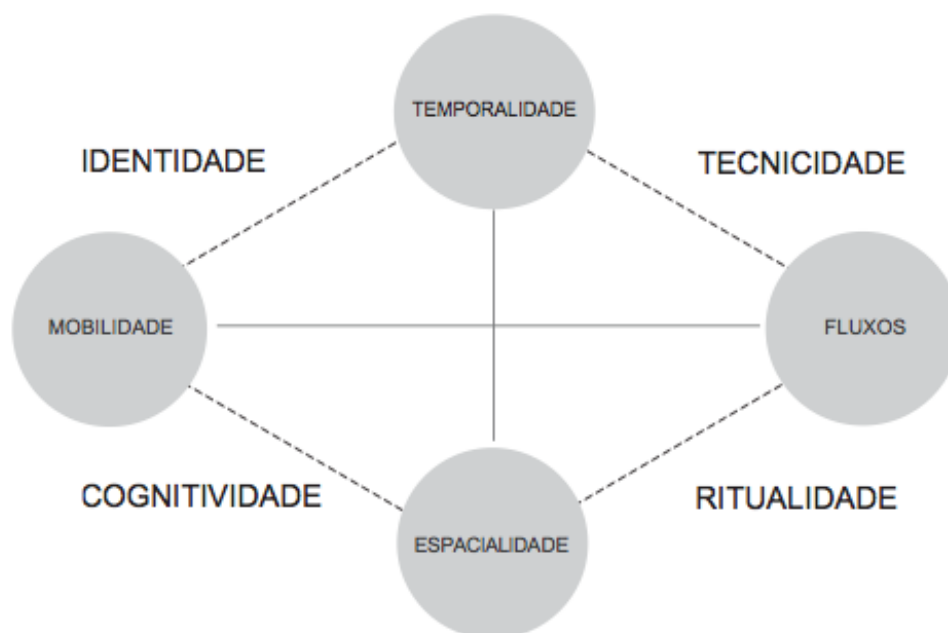 TEMPORALIDADE
IDENTIDADE
TECNICIDADE
MOBILIDADE
FLUXOS
COGNITIVIDADE
RITUALIDADE
ESPACIALIDADE